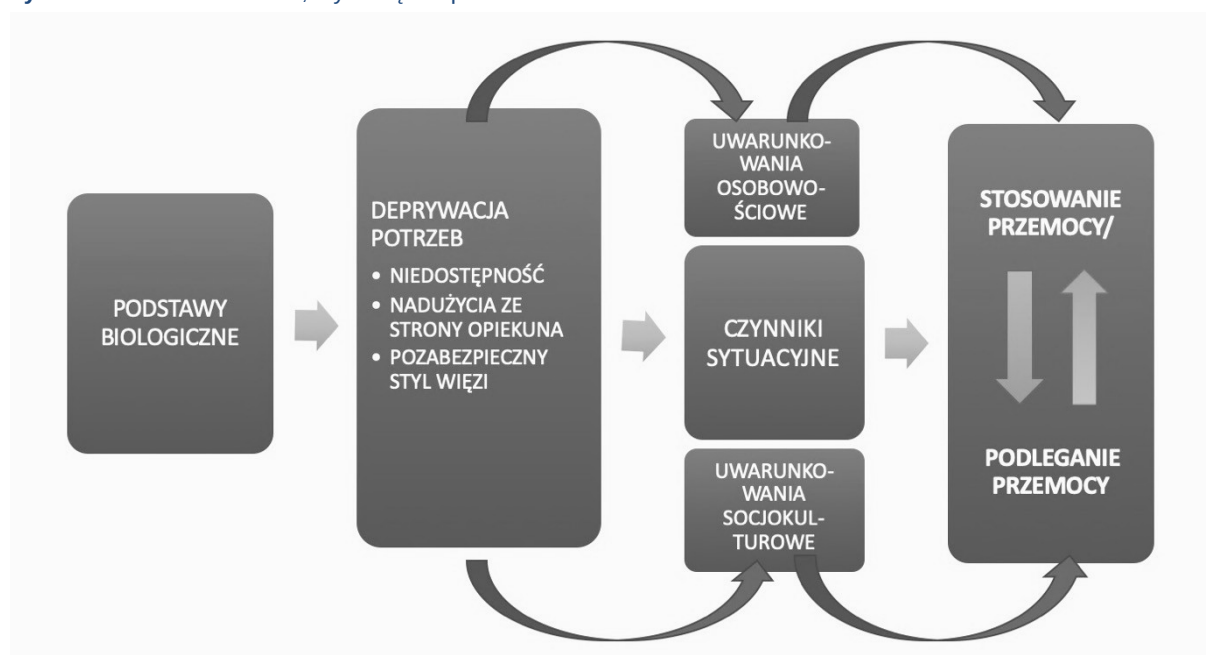 PODSTAWY
BIOLOGICZNE
DEPRYWACJA
POTRZEB
• NIEDOSTĘPNOŚĆ
• NADUŻYCIA ZE
STRONY OPIEKUNA
• POZABEZPIECZNY
STYL WIĘZI
UWARUNKO-
WANIA
OSOBOWO-
ŚCIOWE
CZYNNIKI
SYTUACYJNE
UWARUNKO-
WANIA
SOCJOKUL-
TUROWE
STOSOWANIE
PRZEMOCY/
PODLEGANIE
PRZEMOCY